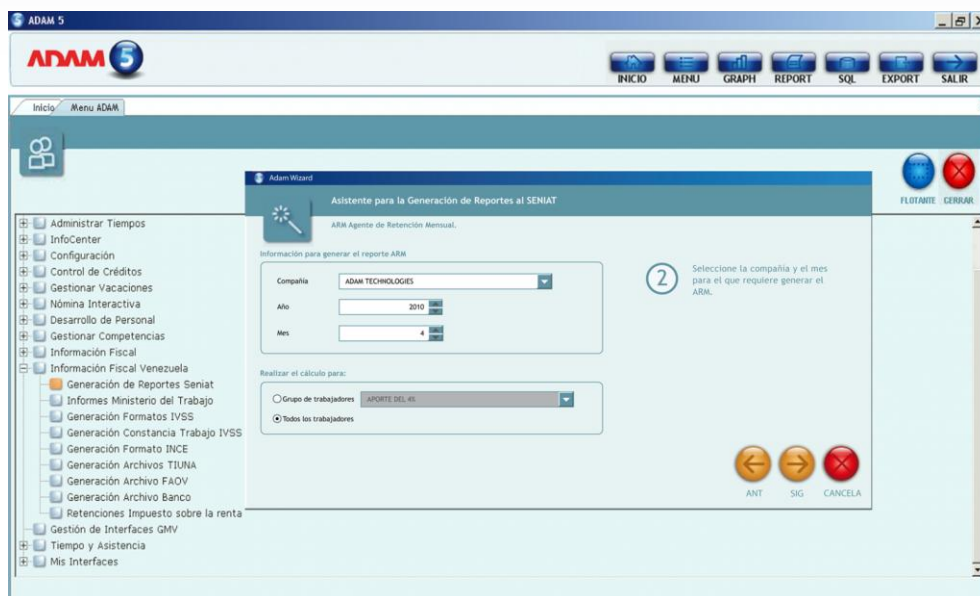 ADAM 5
ADAM 5
INICIO MENU GRAPH REPORT SQL EXPORT SALIR
Inicio Menu ADAM
FLOTANTE CERRAR
Adam Wizard
Asistente para la Generación de Reportes al SENIAT
ARM Agente de Retención Mensual.
Información para generar el reporte ARM
Compañía ADAM TECHNOLOGIES
Año 2010
Mes 4
2
Seleccione la compañía y el mes
para el que requiere generar el
ARM.
Realizar el cálculo para:
Grupo de trabajadores APORTE DEL 4%
Todos los trabajadores
ANT SIG CANCELA
Administrar Tiempos
InfoCenter
Configuración
Control de Créditos
Gestionar Vacaciones
Nómina Interactiva
Desarrollo de Personal
Gestionar Competencias
Información Fiscal
Información Fiscal Venezuela
Generación de Reportes Seniat
Informes Ministerio del Trabajo
Generación Formatos IVSS
Generación Constancia Trabajo IVSS
Generación Formato INCE
Generación Archivos TIUNA
Generación Archivo FAOV
Generación Archivo Banco
Retenciones Impuesto sobre la renta
Gestión de Interfaces GMV
Tiempo y Asistencia
Mis Interfaces